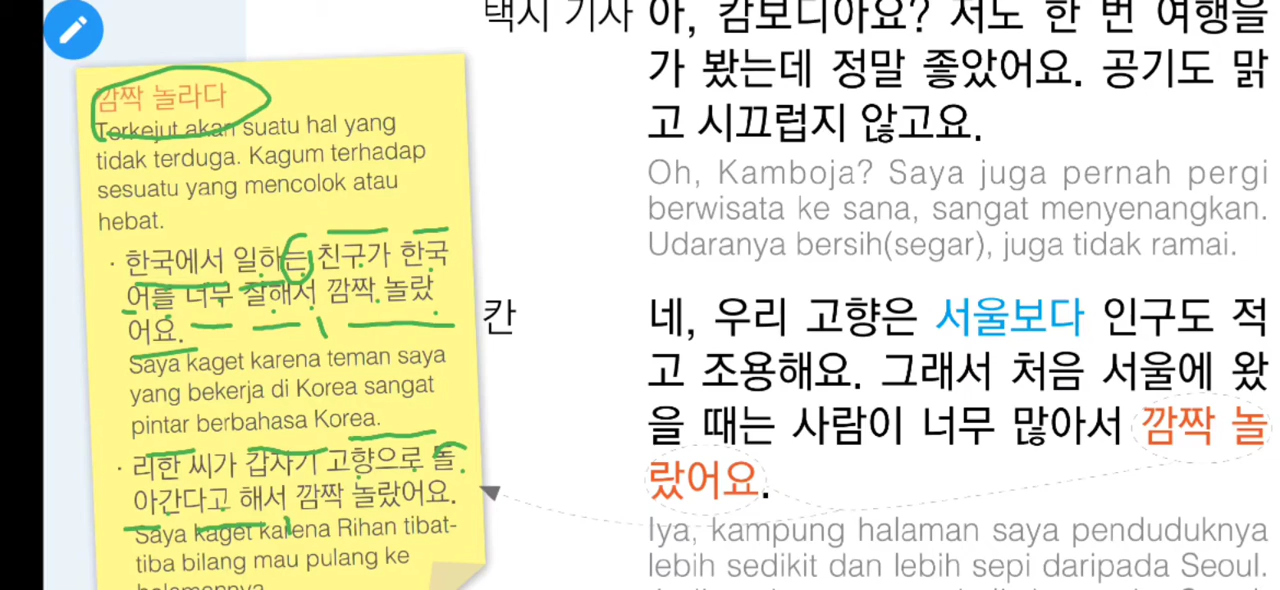 깜짝 놀라다
Terkejut akan suatu hal yang
tidak terduga. Kagum terhadap
sesuatu yang mencolok atau
hebat.
· 한국에서 일하는 친구가 한국
어를 너무 잘해서 깜짝 놀랐
어요.
Saya kaget karena teman saya
yang bekerja di Korea sangat
pintar berbahasa Korea.
· 리한 씨가 갑자기 고향으로 돌
아간다고 해서 깜짝 놀랐어요.
Saya kaget karena Rihan tibat-
tiba bilang mau pulang ke
택시 기사 아, 캄보디아요? 저도 한 번 여행을
가 봤는데 정말 좋았어요. 공기도 맑
고 시끄럽지 않고요.
Oh, Kamboja? Saya juga pernah pergi
berwisata ke sana, sangat menyenangkan.
Udaranya bersih(segar), juga tidak ramai.
칸 네, 우리 고향은 서울보다 인구도 적
고 조용해요. 그래서 처음 서울에 왔
을 때는 사람이 너무 많아서 깜짝 놀
랐어요.
Iya, kampung halaman saya penduduknya
lebih sedikit dan lebih sepi daripada Seoul.